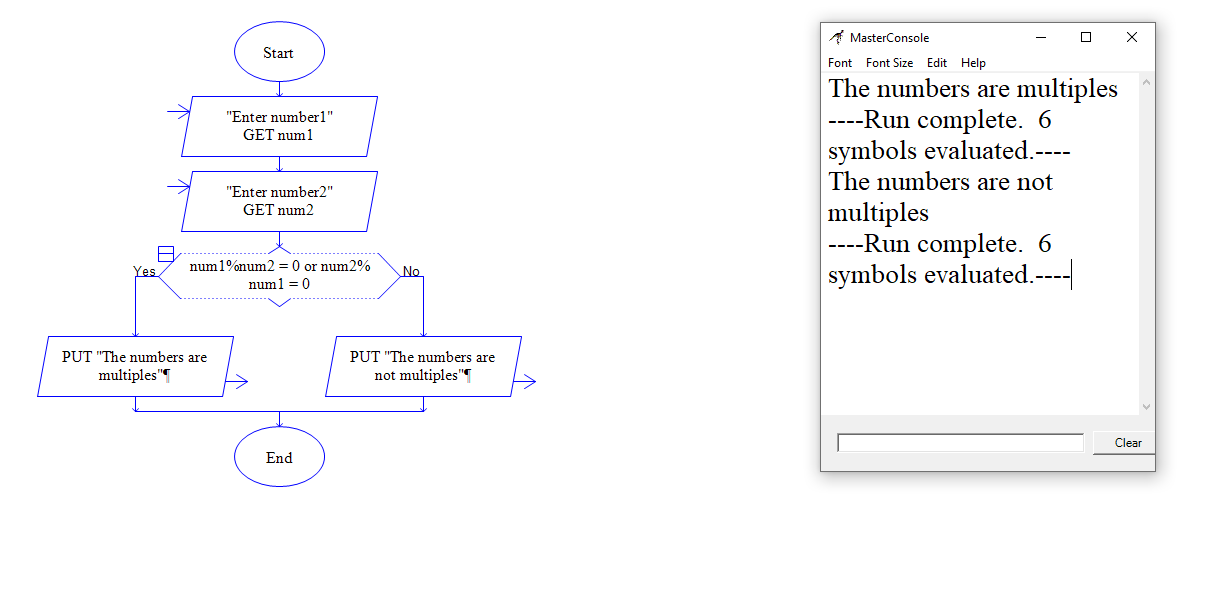 Start
"Enter number1"
GET num1
"Enter number2"
GET num2
Yes
num1%num2 = 0 or num2%
num1 = 0
No
PUT "The numbers are
multiples"¶
PUT "The numbers are
not multiples"¶
End
MasterConsole
Font Font Size Edit Help
The numbers are multiples
----Run complete.  6
symbols evaluated.----
The numbers are not
multiples
----Run complete.  6
symbols evaluated.----
Clear